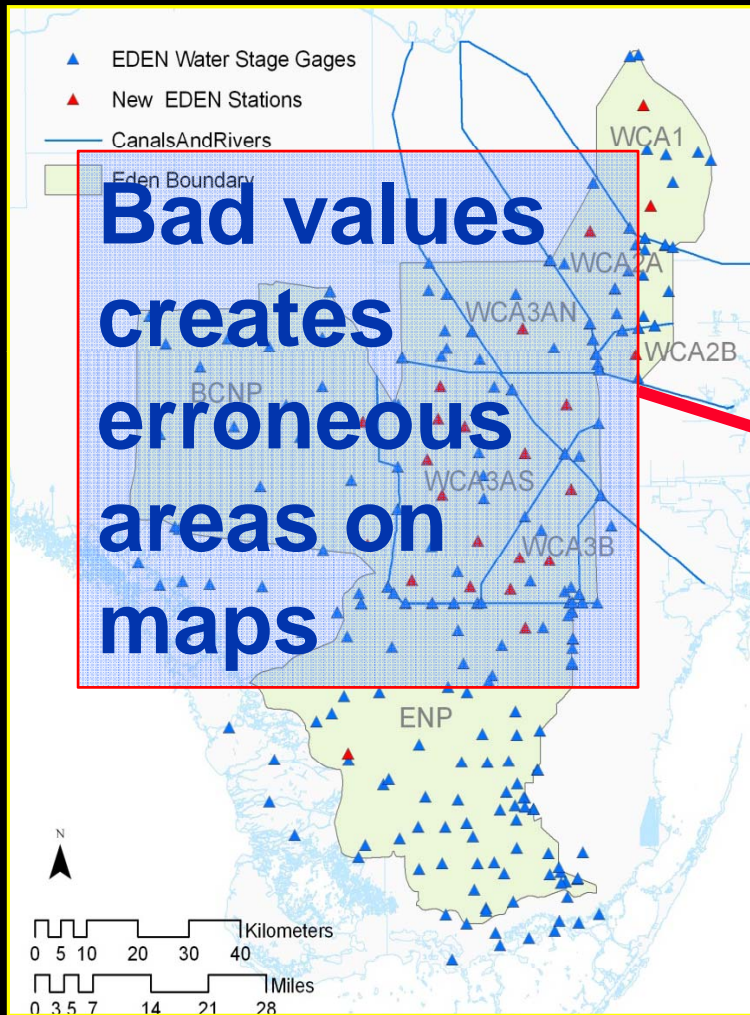 EDEN Water Stage Gages
New EDEN Stations
CanalsAndRivers
Eden Boundary
Bad values
creates
erroneous
areas on
maps
WCA1
WCA2A
WCA3AN
WCA2B
BCNP
WCA3AS
WCA3B
ENP
N
Kilometers
0 5 10 20 30 40
Miles
0 3.5 7 14 21 28